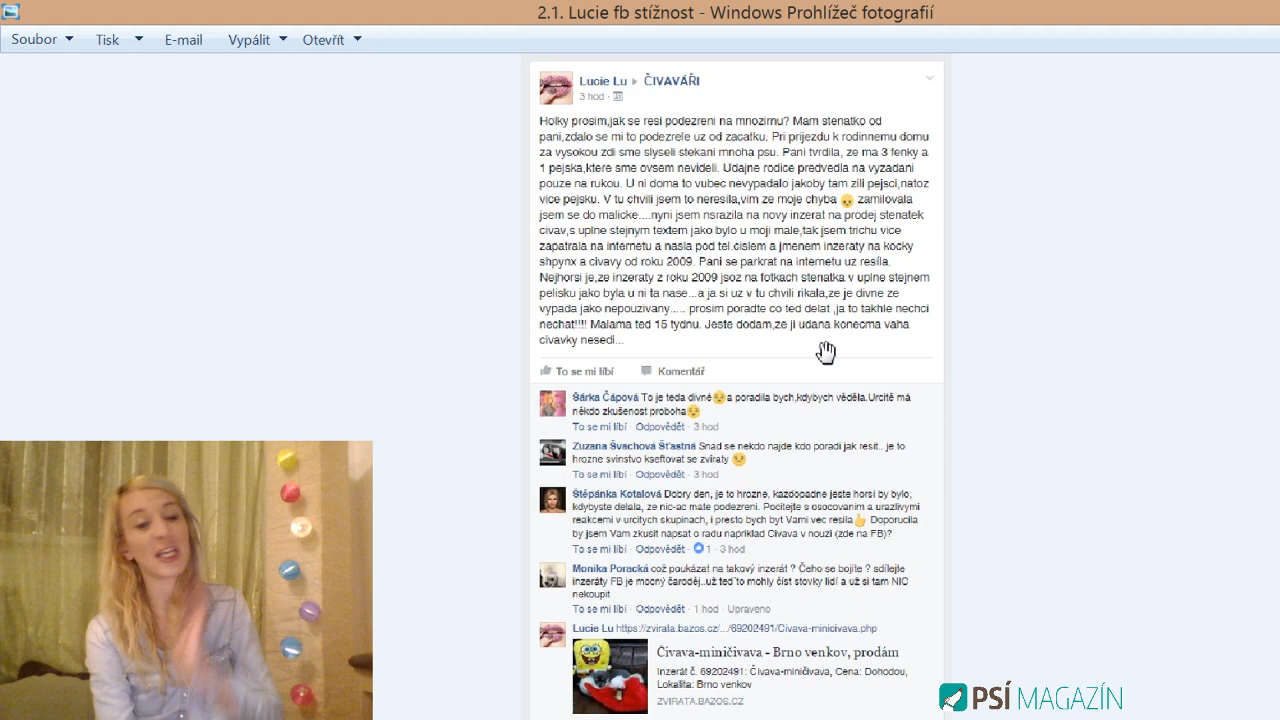 2.1. Lucie fb stížnost - Windows Prohlížeč fotografií
Soubor Tisk E-mail Vypálit Otevřít
Lucie Lu ČIVAVÁŘI
3 hod ·
Holky prosim,jak se resi podezreni na mnozirnu? Mam stenatko od
pani,zdalo se mi to podezrele uz od zacatku. Pri prijezdu k rodinnemu domu
za vysokou zdi sme slyseli stekani mnoha psu. Pani tvrdila, ze ma 3 fenky a
1 pejska,ktere sme ovsem nevideli. Udajne rodice predvedla na vyzadani
pouze na rukou. U ni doma to vubec nevypadalo jakoby tam zili pejsci,natoz
vice pejsku. V tu chvili jsem to neresila,vim ze moje chyba 😞 zamilovala
jsem se do malicke....nyni jsem nsrazila na novy inzerat na prodej stenatek
civav,s uplne stejnym textem jako bylo u moji male,tak jsem trichu vice
zapatrala na internetu a nasla pod tel.cislem a jmenem inzeraty na kocky
shpynx a civavy od roku 2009. Pani se parkrat na internetu uz resila.
Nejhorsi je,ze inzeraty z roku 2009 jsoz na fotkach stenatka v uplne stejnem
pelisku jako byla u ni ta nase...a ja si uz v tu chvili rikala,ze je divne ze
vypada jako nepouzivany..... prosim poradte co ted delat ,ja to takhle nechci
nechat!!!! Malama ted 15 tydnu. Jeste dodam,ze ji udana konecma vaha
civavky nesedi...
To se mi líbí Komentář
Šárka Čápová To je teda divné😔a poradila bych,kdybych věděla.Urcitě má
někdo zkušenost proboha😔
To se mi líbí · Odpovědět · 3 hod
Zuzana Švachová Šťastná Snad se nekdo najde kdo poradi jak resit.. je to
hrozne svinstvo kseftovat se zviraty 😠
To se mi líbí · Odpovědět · 3 hod
Štěpánka Kotalová Dobry den, je to hrozne, kazdopadne jeste horsi by bylo,
kdybyste delala, ze nic-ac mate podezreni. Pocitejte s osocovanim a urazlivymi
reakcemi v urcitych skupinach, i presto bych byt Vami vec resila👍 Doporucila
by jsem Vam zkusit napsat o radu napriklad Civava v nouzi (zde na FB)?
To se mi líbí · Odpovědět · 1 · 3 hod
Monika Poracká což poukázat na takový inzerát ? Čeho se bojíte ? sdílejte
inzeráty FB je mocný čaroděj..už teď to mohly číst stovky lidí a už si tam NIC
nekoupit
To se mi líbí · Odpovědět · 1 hod · Upraveno
Lucie Lu https://zvirata.bazos.cz/.../69202491/Civava-minicivava.php
Čivava-miničivava - Brno venkov, prodám
Inzerát č. 69202491: Čivava-miničivava, Cena: Dohodou,
Lokalita: Brno venkov
ZVIRATA.BAZOS.CZ
PSÍ MAGAZÍN